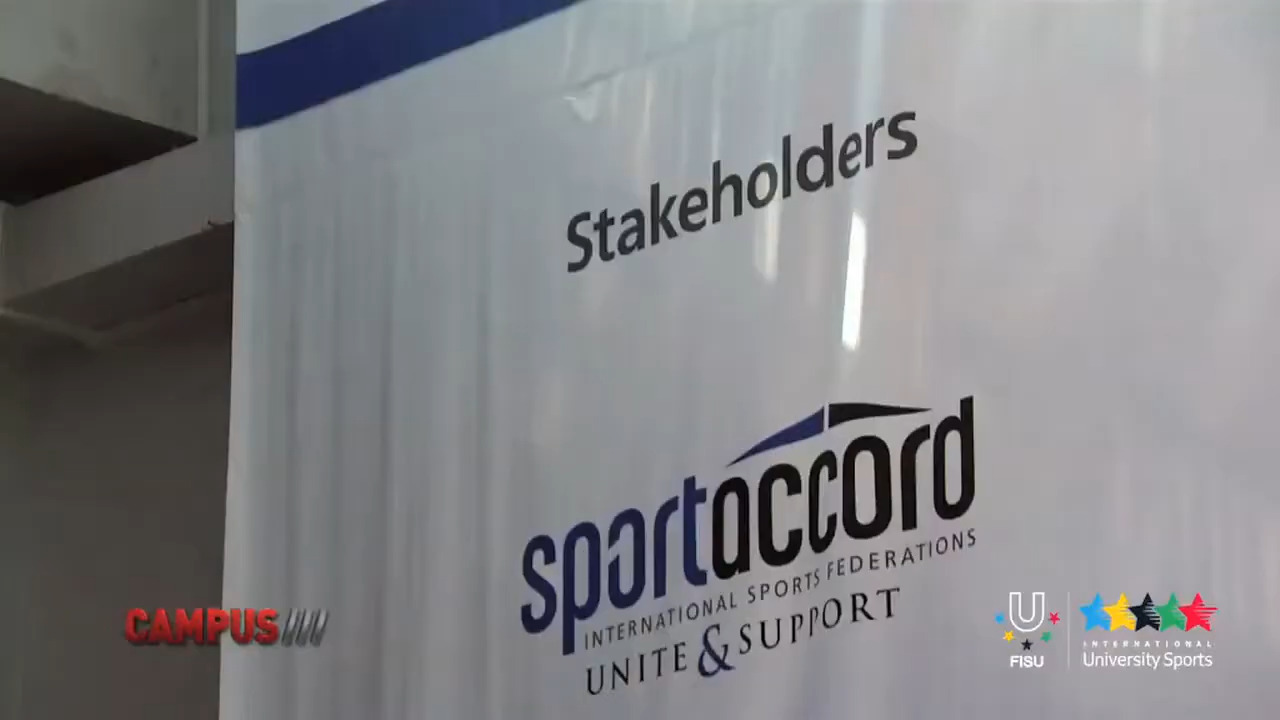 Stakeholders
sportaccord
INTERNATIONAL SPORTS FEDERATIONS
UNITE & SUPPORT
CAMPUS
U
FISU
INTERNATIONAL
University Sports